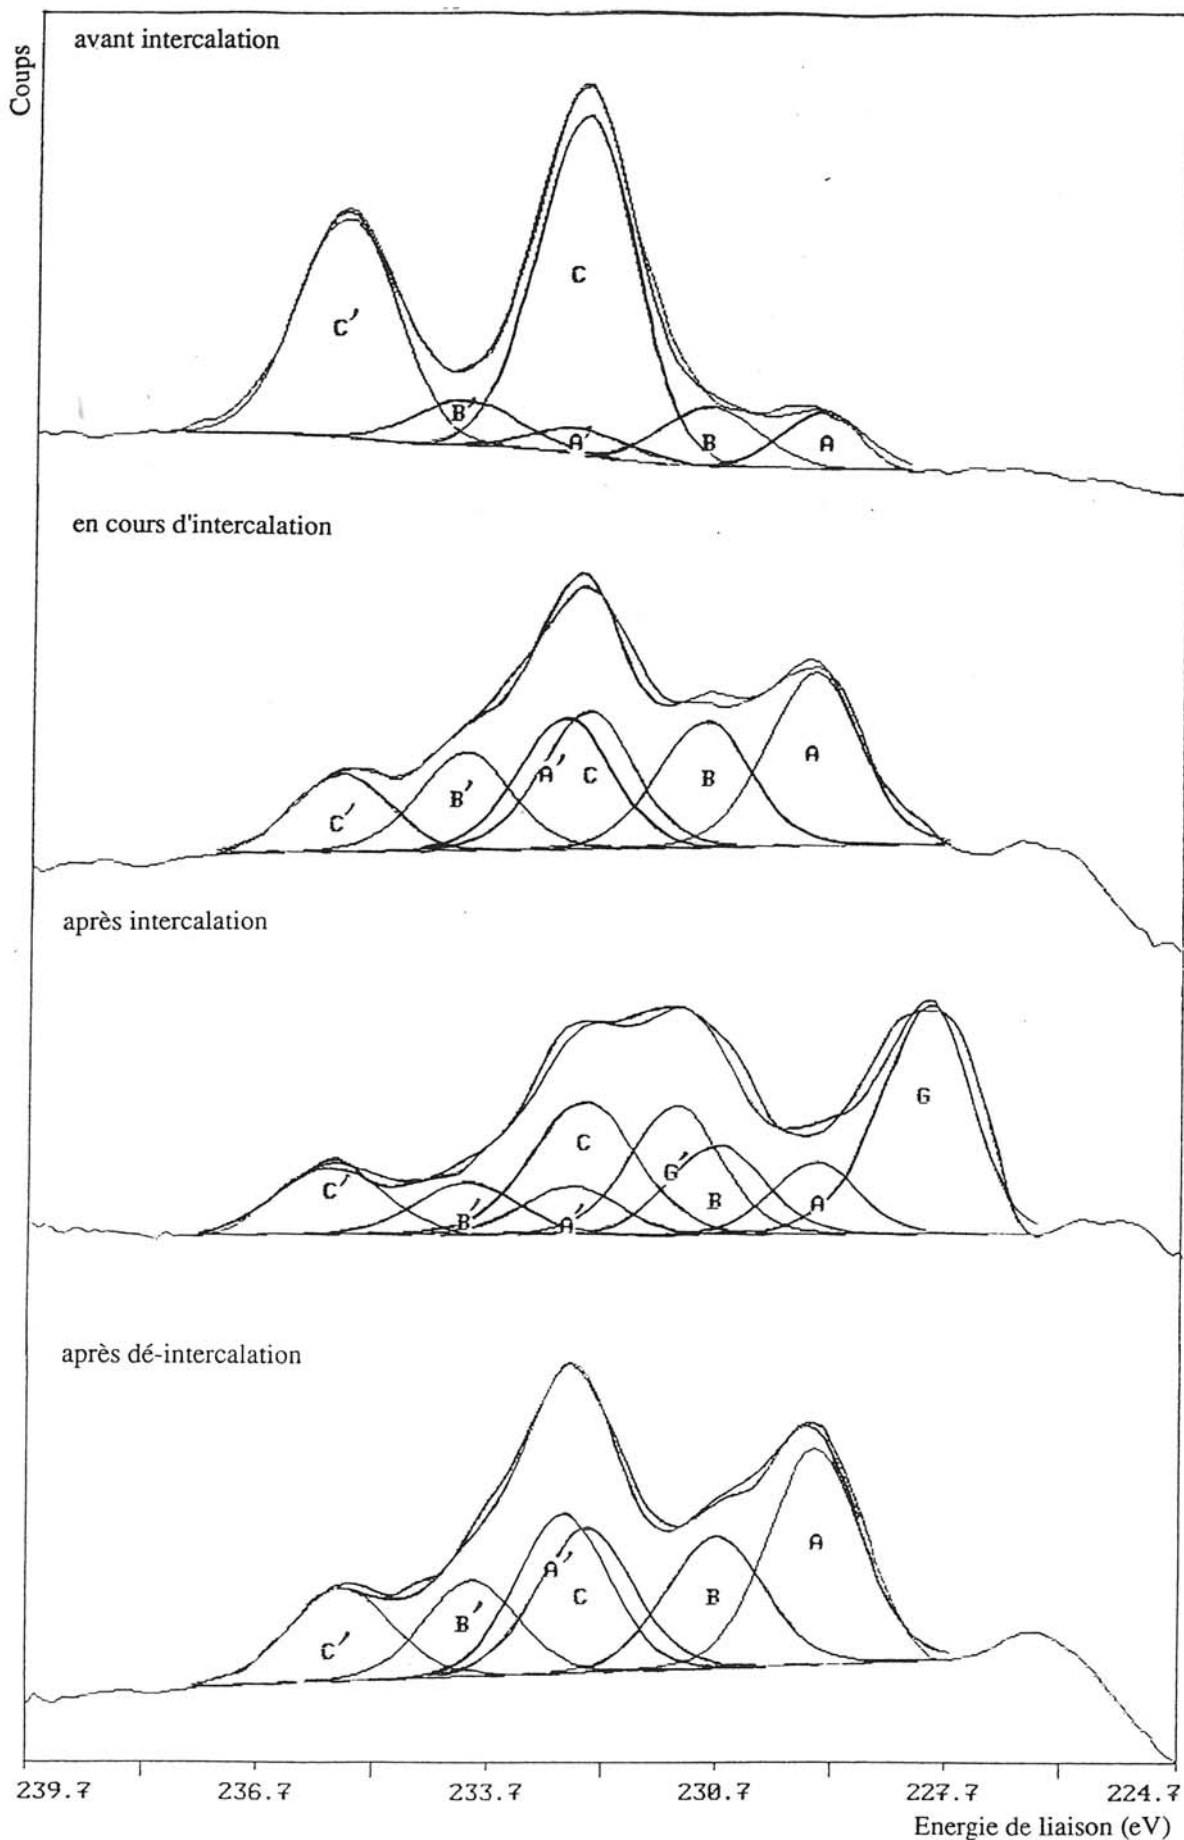 avant intercalation
Coups
C
C'
B'
A'
B
A
en cours d'intercalation
A
A'
C
B
B'
C'
après intercalation
G
C
G'
C'
B'
A'
B
A
après dé-intercalation
A
A'
C
B
B'
C'
239.7 236.7 233.7 230.7 227.7 224.7
Energie de liaison (eV)